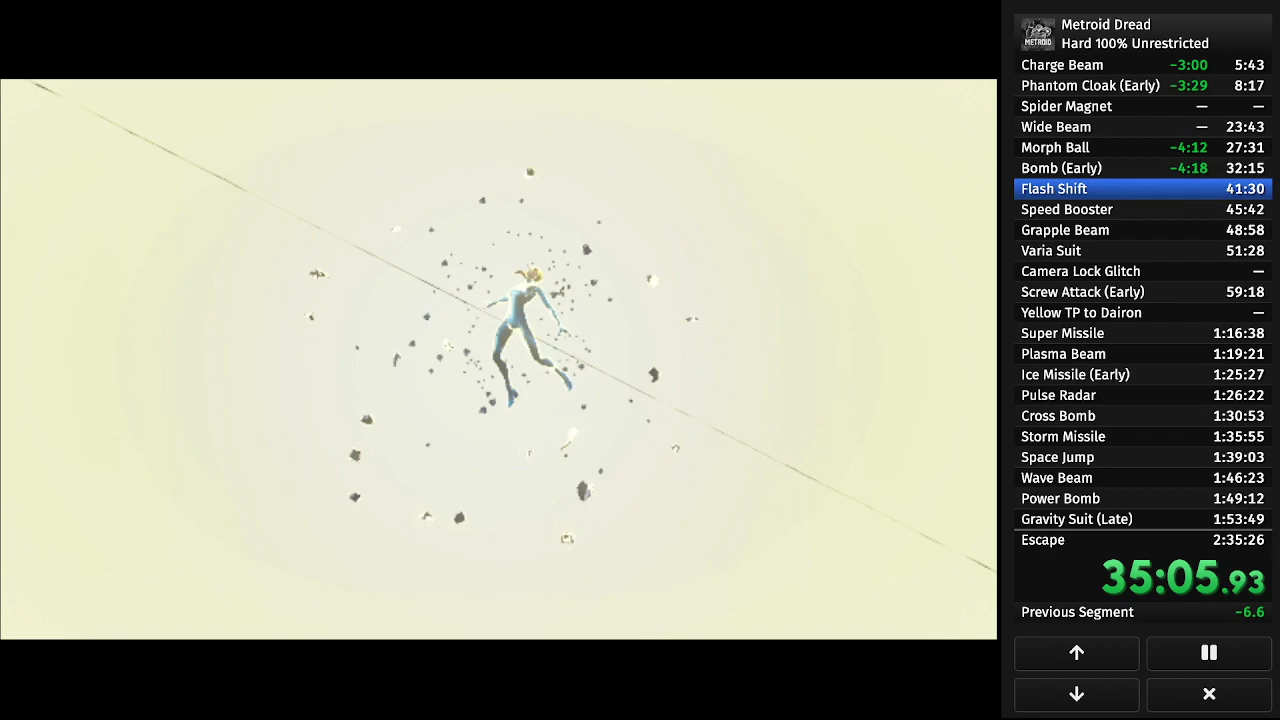 Metroid Dread
Hard 100% Unrestricted
METROID
Charge Beam −3:00 5:43
Phantom Cloak (Early) −3:29 8:17
Spider Magnet — —
Wide Beam — 23:43
Morph Ball −4:12 27:31
Bomb (Early) −4:18 32:15
Flash Shift 41:30
Speed Booster 45:42
Grapple Beam 48:58
Varia Suit 51:28
Camera Lock Glitch —
Screw Attack (Early) 59:18
Yellow TP to Dairon —
Super Missile 1:16:38
Plasma Beam 1:19:21
Ice Missile (Early) 1:25:27
Pulse Radar 1:26:22
Cross Bomb 1:30:53
Storm Missile 1:35:55
Space Jump 1:39:03
Wave Beam 1:46:23
Power Bomb 1:49:12
Gravity Suit (Late) 1:53:49
Escape 2:35:26
35:05.93
Previous Segment −6.6